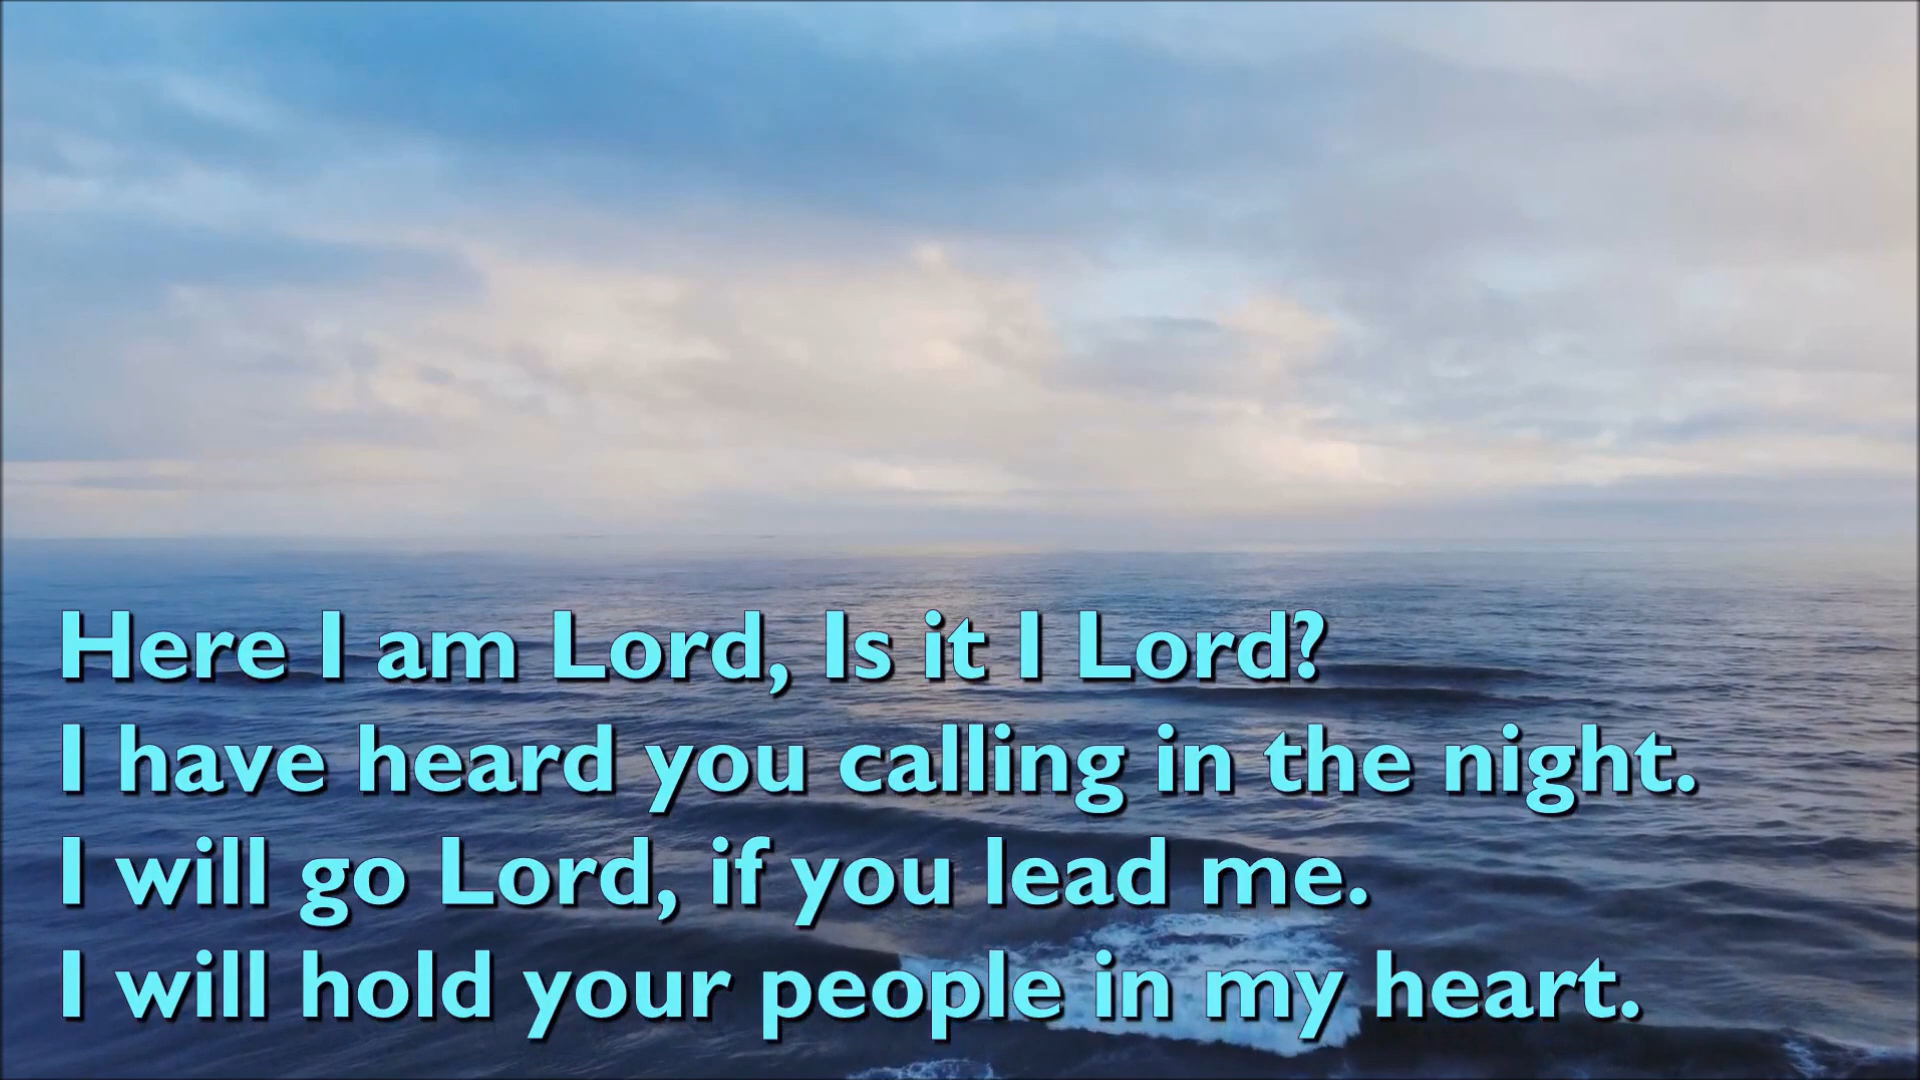 Here I am Lord, Is it I Lord?
I have heard you calling in the night.
I will go Lord, if you lead me.
I will hold your people in my heart.